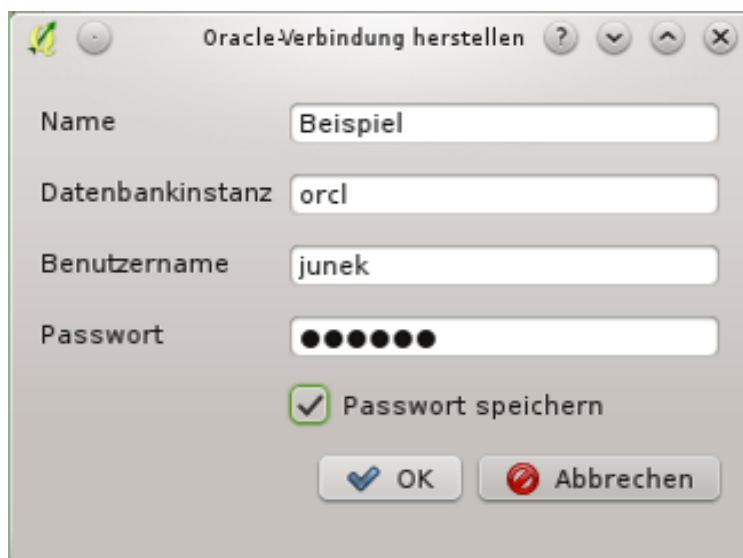 Oracle-Verbindung herstellen
Name Beispiel
Datenbankinstanz orcl
Benutzername junek
Passwort ●●●●●●
Passwort speichern
OK Abbrechen